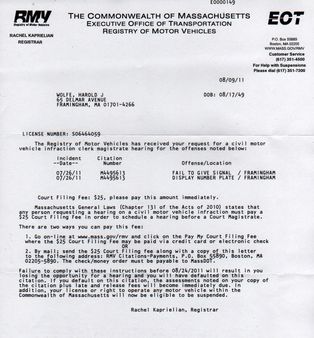 E0000149
RMV
Registry of Motor Vehicles
THE COMMONWEALTH OF MASSACHUSETTS
EXECUTIVE OFFICE OF TRANSPORTATION
REGISTRY OF MOTOR VEHICLES
EOT
RACHEL KAPRIELIAN
REGISTRAR
P.O. Box 55889
Boston, MA 02205
WWW.MASS.GOV/RMV
Customer Service
(617) 351-4500
For Help with Suspensions
Please dial (617) 351-7200
08/09/11
WOLFE, HAROLD J DOB: 08/17/49
65 DELMAR AVENUE
FRAMINGHAM, MA 01701-4266
LICENSE NUMBER: S06464059
The Registry of Motor Vehicles has received your request for a civil motor
vehicle infraction clerk magistrate hearing for the offenses noted below:
Incident Citation
--Date-- Number Offense/Location
07/26/11 M4495613 FAIL TO GIVE SIGNAL / FRAMINGHAM
07/26/11 M4495613 DISPLAY NUMBER PLATE / FRAMINGHAM
Court Filing Fee: $25, please pay this amount immediately.
Massachusetts General Laws (Chapter 131 of the Acts of 2010) states that
any person requesting a hearing on a civil motor vehicle infraction must pay a
$25 Court Filing Fee in order to schedule a hearing before a Court Magistrate.
There are two ways you can pay this fee:
1. Go on-line at www.mass.gov/rmv and click on the Pay My Court Filing Fee
where the $25 Court Filing Fee may be paid via credit card or electronic check
OR
2. By mail: send the $25 Court Filing Fee along with a copy of this letter
to the following address: RMV Citations-Payments, P.O. Box 55890, Boston, MA
02205-5890. The check/money order must be payable to MassDOT.
Failure to comply with these instructions before 08/24/2011 will result in you
losing the opportunity for a hearing and you will have defaulted on this
citation. If you default on this citation, the assessments noted on your copy of
the citation plus late and release fees will become immediately due. In
addition, your license or right to operate any motor vehicle within the
Commonwealth of Massachusetts will now be eligible to be suspended.
Rachel Kaprielian, Registrar